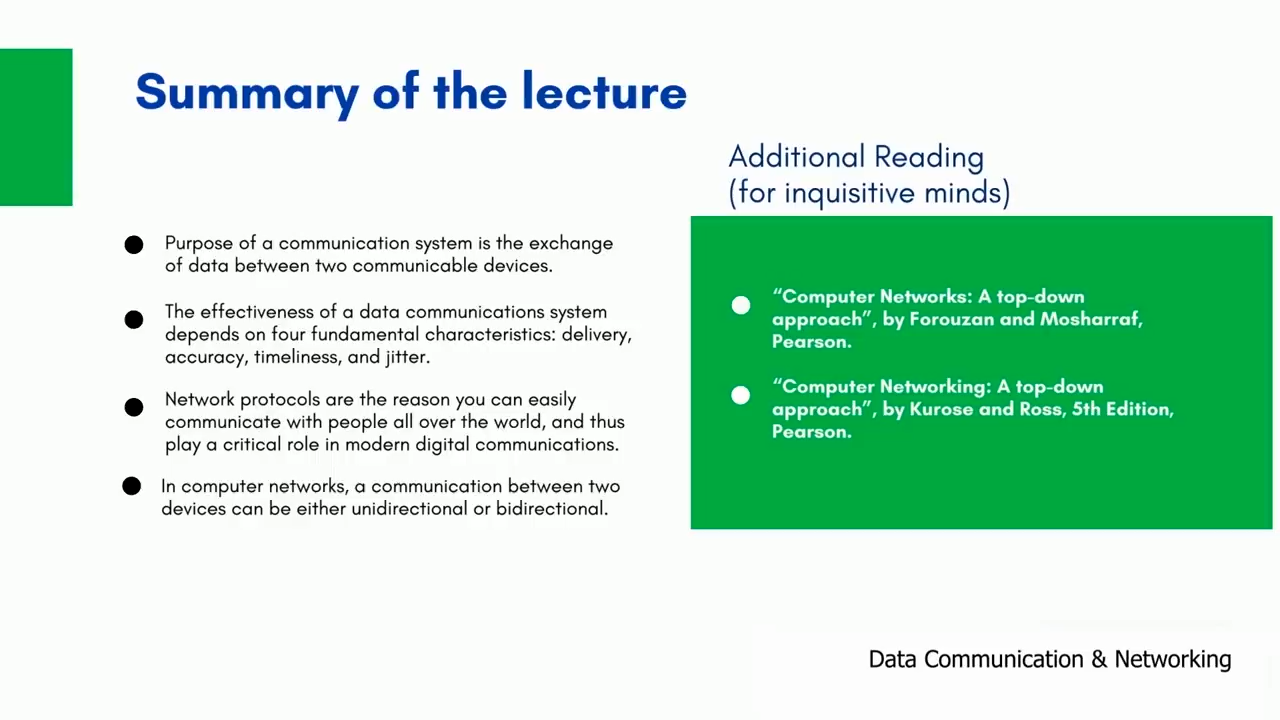 Summary of the lecture
Purpose of a communication system is the exchange
of data between two communicable devices.
The effectiveness of a data communications system
depends on four fundamental characteristics: delivery,
accuracy, timeliness, and jitter.
Network protocols are the reason you can easily
communicate with people all over the world, and thus
play a critical role in modern digital communications.
In computer networks, a communication between two
devices can be either unidirectional or bidirectional.
Additional Reading
(for inquisitive minds)
“Computer Networks: A top-down
approach”, by Forouzan and Mosharraf,
Pearson.
“Computer Networking: A top-down
approach”, by Kurose and Ross, 5th Edition,
Pearson.
Data Communication & Networking